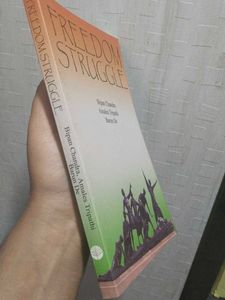 FREEDOM
STRUGGLE
Bipan Chandra
Amales Tripathi
Barun De
FREEDOM STRUGGLE
Bipan Chandra, Amales Tripathi
Barun De